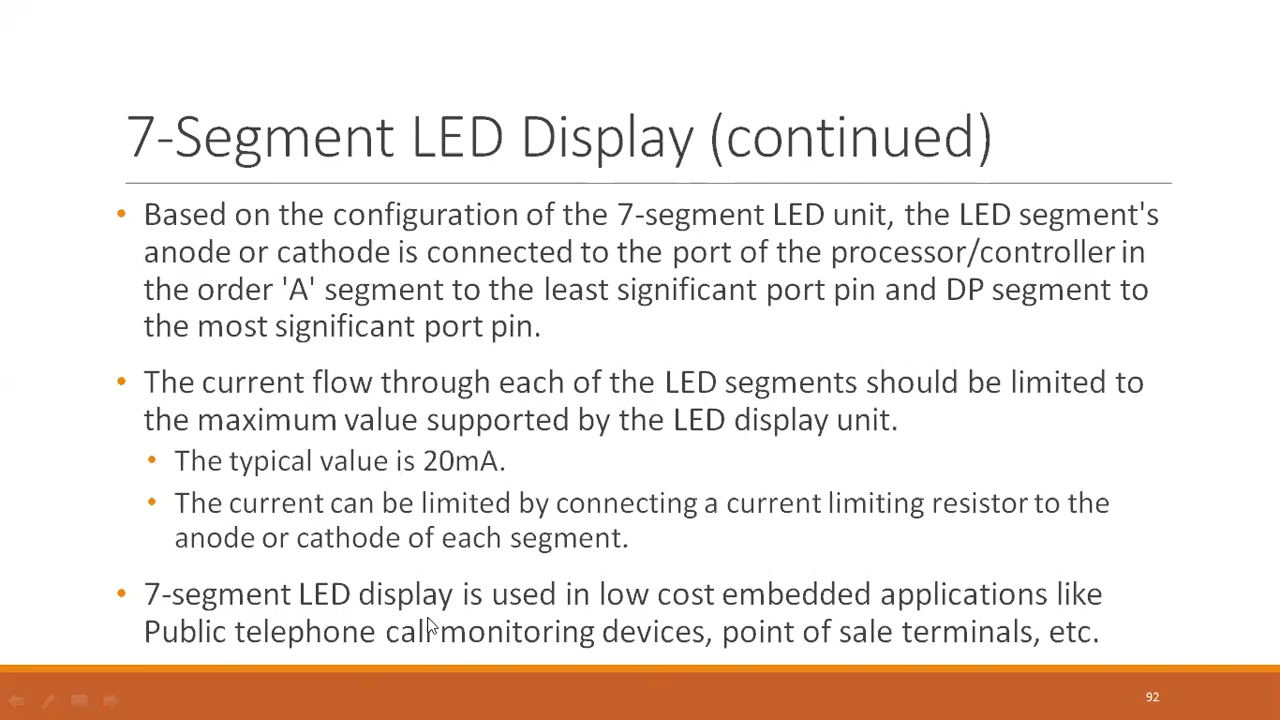 7-Segment LED Display (continued)
• Based on the configuration of the 7-segment LED unit, the LED segment's
anode or cathode is connected to the port of the processor/controller in
the order 'A' segment to the least significant port pin and DP segment to
the most significant port pin.
• The current flow through each of the LED segments should be limited to
the maximum value supported by the LED display unit.
• The typical value is 20mA.
• The current can be limited by connecting a current limiting resistor to the
anode or cathode of each segment.
• 7-segment LED display is used in low cost embedded applications like
Public telephone call monitoring devices, point of sale terminals, etc.
92